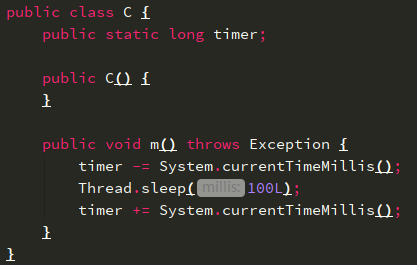 public class C {
    public static long timer;

    public C() {
    }

    public void m() throws Exception {
        timer -= System.currentTimeMillis();
        Thread.sleep( millis: 100L);
        timer += System.currentTimeMillis();
    }
}